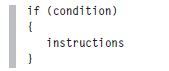 if (condition)
{
instructions
}